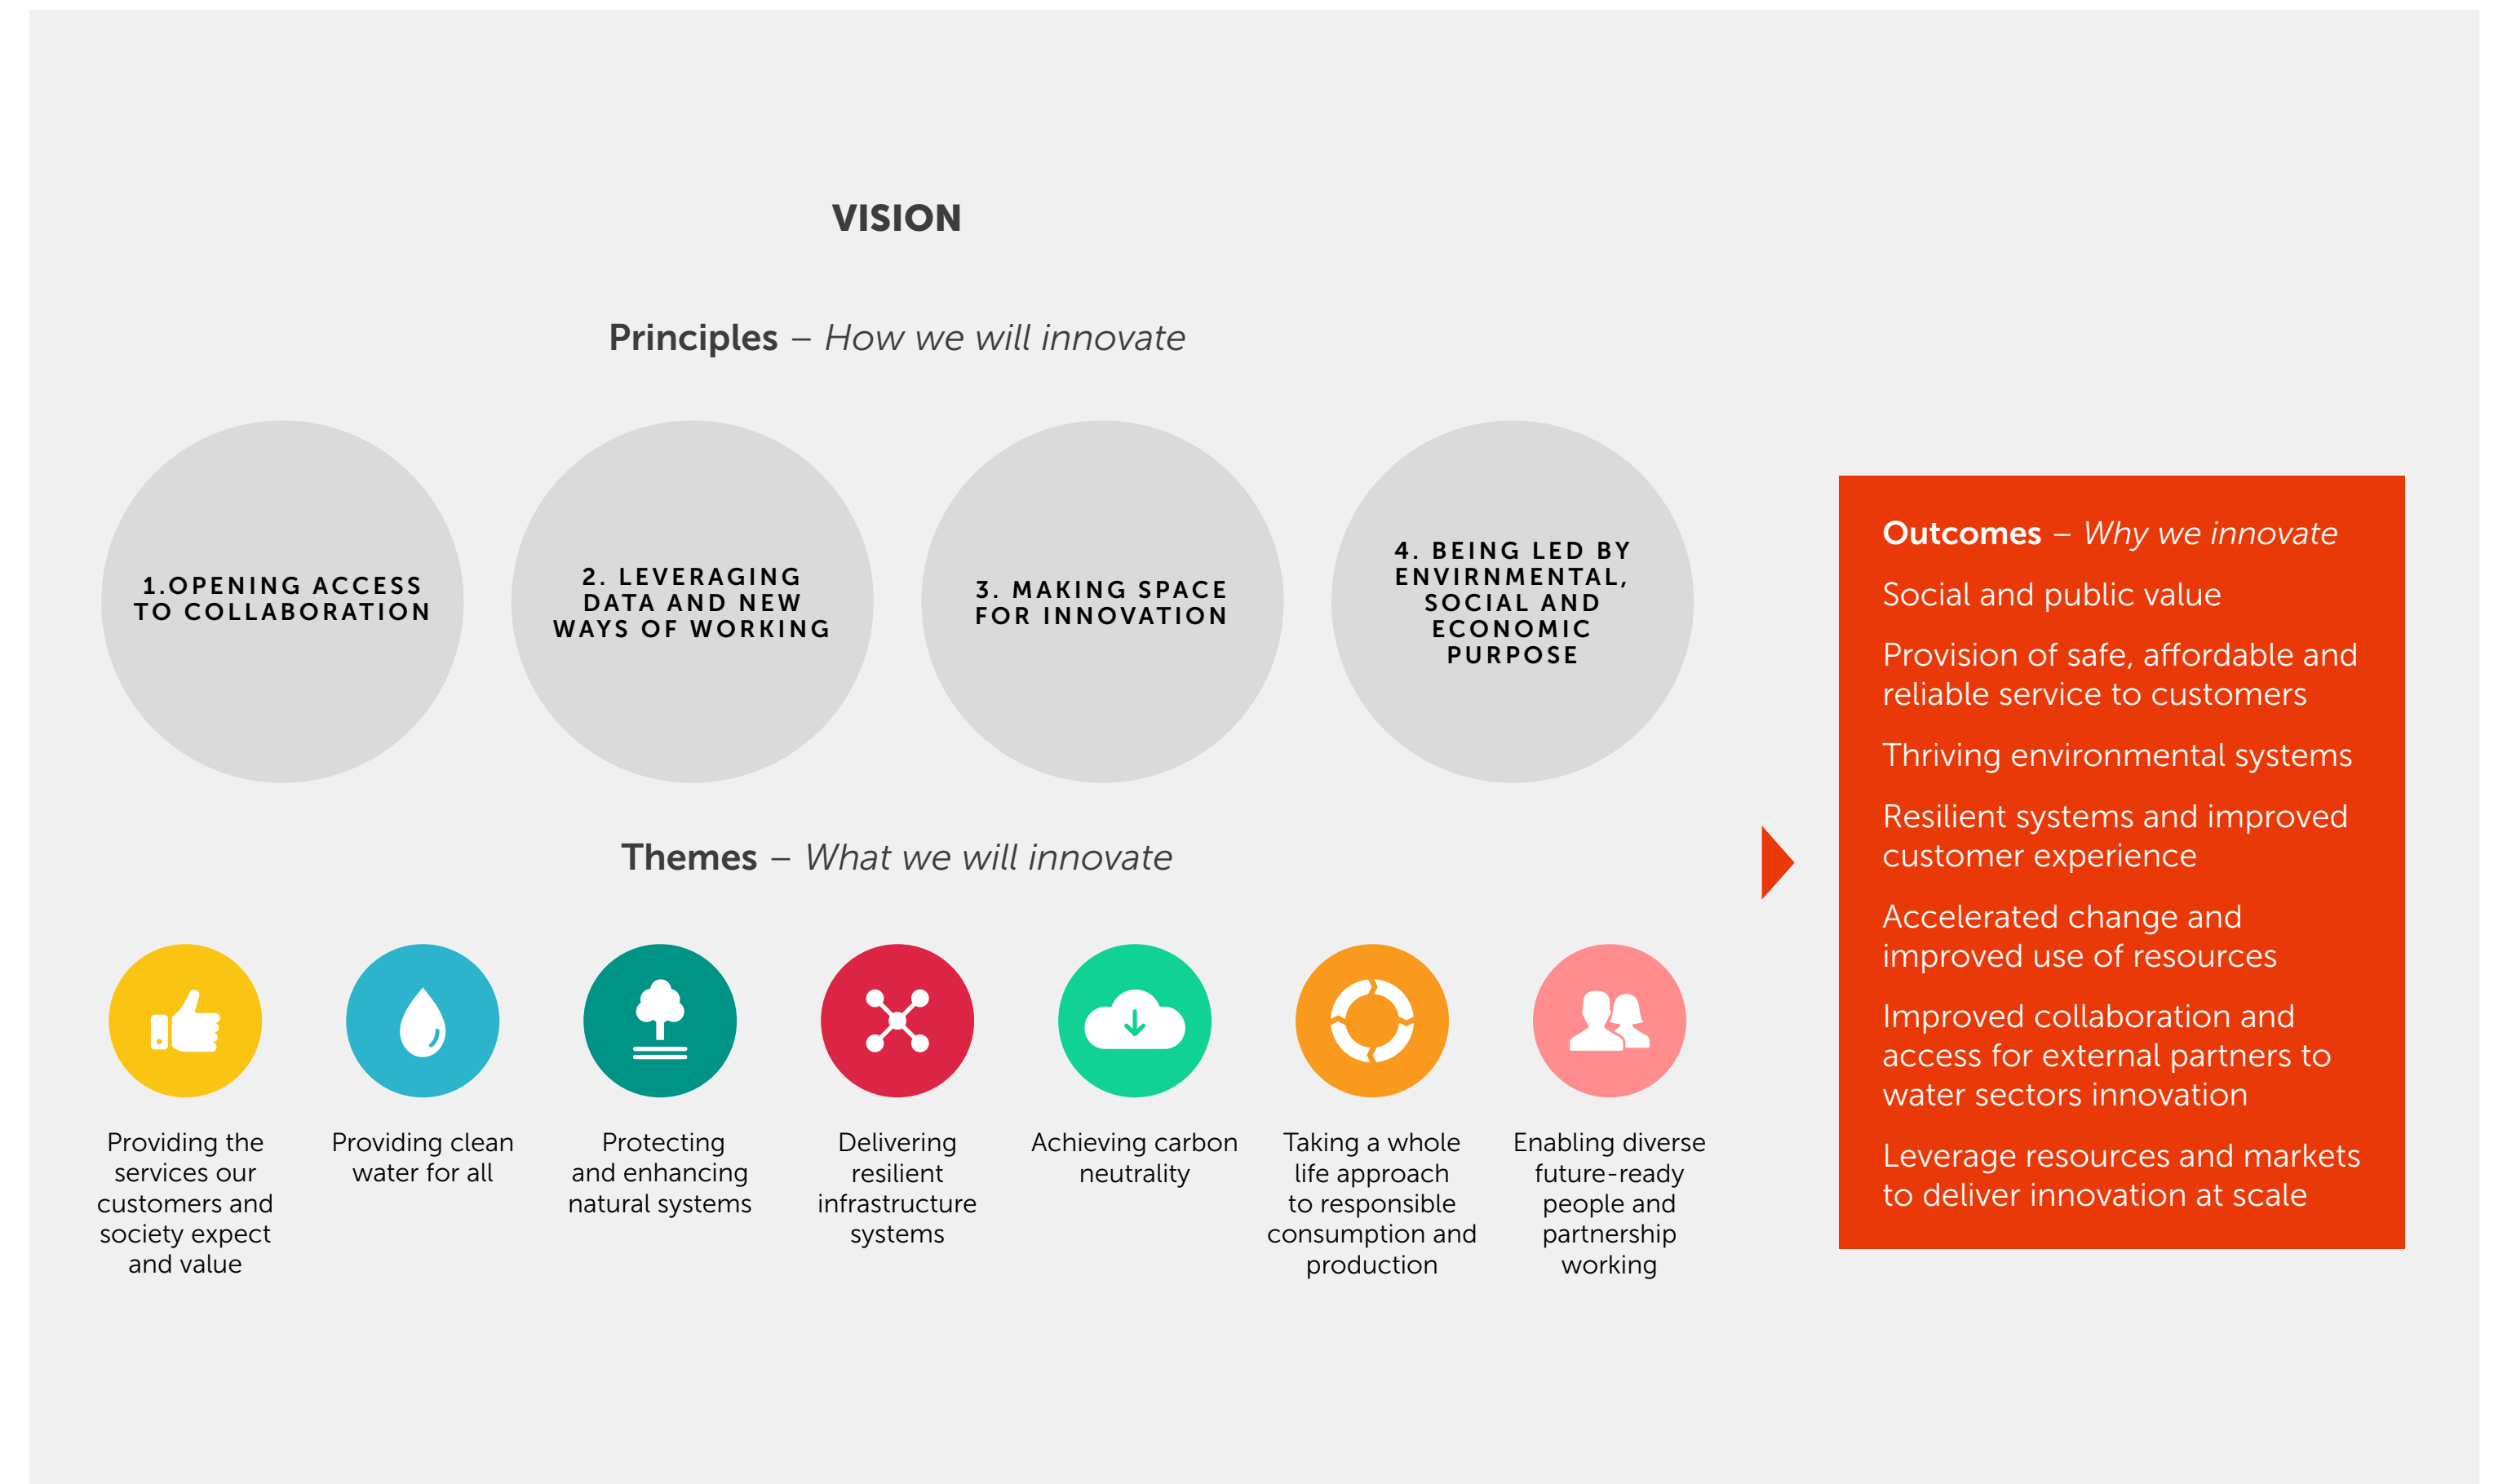 VISION
Principles – How we will innovate
1.OPENING ACCESS
TO COLLABORATION
2. LEVERAGING
DATA AND NEW
WAYS OF WORKING
3. MAKING SPACE
FOR INNOVATION
4. BEING LED BY
ENVIRNMENTAL,
SOCIAL AND
ECONOMIC
PURPOSE
Themes – What we will innovate
Providing the
services our
customers and
society expect
and value
Providing clean
water for all
Protecting
and enhancing
natural systems
Delivering
resilient
infrastructure
systems
Achieving carbon
neutrality
Taking a whole
life approach
to responsible
consumption and
production
Enabling diverse
future-ready
people and
partnership
working
Outcomes – Why we innovate
Social and public value
Provision of safe, affordable and
reliable service to customers
Thriving environmental systems
Resilient systems and improved
customer experience
Accelerated change and
improved use of resources
Improved collaboration and
access for external partners to
water sectors innovation
Leverage resources and markets
to deliver innovation at scale